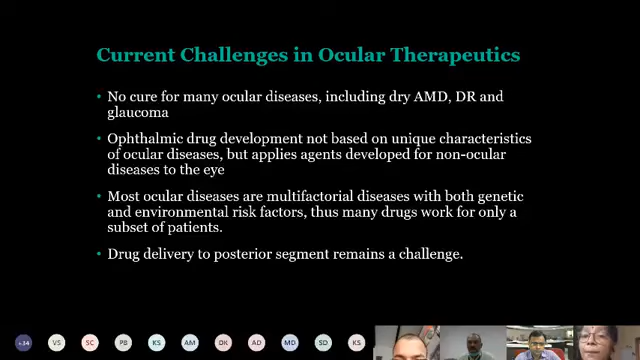 Current Challenges in Ocular Therapeutics
• No cure for many ocular diseases, including dry AMD, DR and
glaucoma
• Ophthalmic drug development not based on unique characteristics
of ocular diseases, but applies agents developed for non-ocular
diseases to the eye
• Most ocular diseases are multifactorial diseases with both genetic
and environmental risk factors, thus many drugs work for only a
subset of patients.
• Drug delivery to posterior segment remains a challenge.
+34 VS SC PB KS AM DK AD MD SD KS